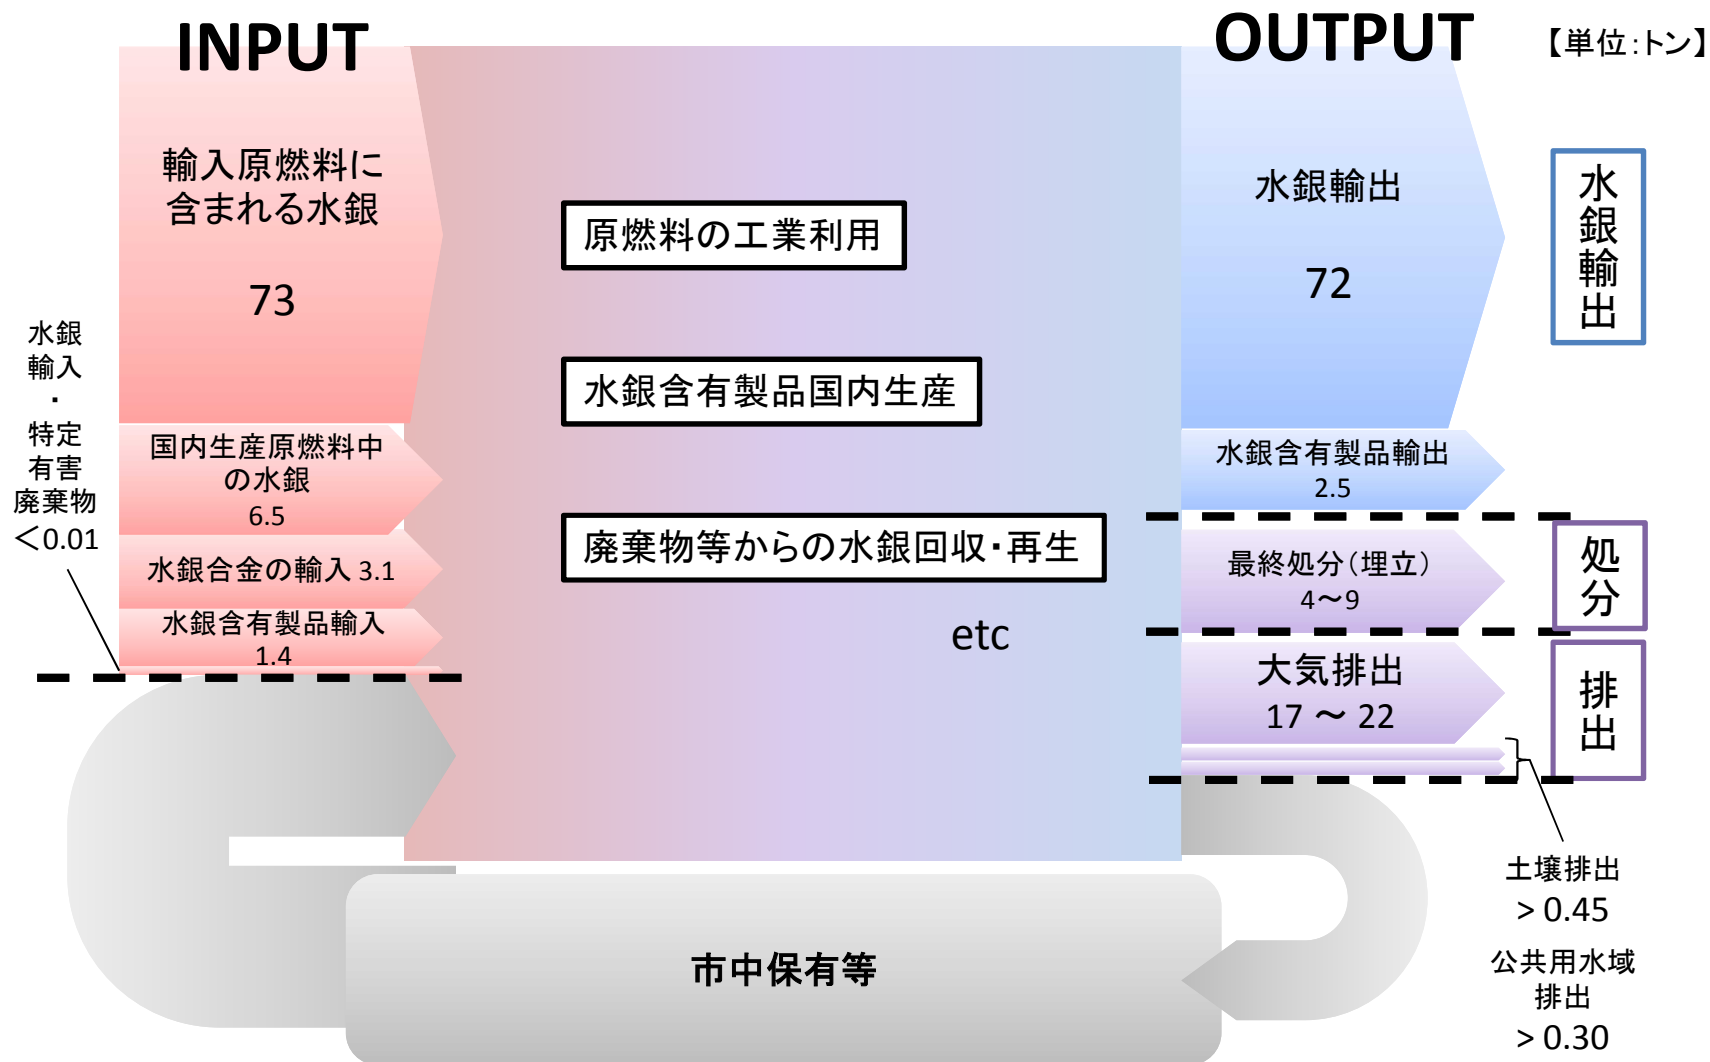 INPUT
OUTPUT
【単位:トン】
輸入原燃料に
含まれる水銀
73
国内生産原燃料中
の水銀
6.5
水銀合金の輸入 3.1
水銀含有製品輸入
1.4
水銀
輸入
・
特定
有害
廃棄物
<0.01
原燃料の工業利用
水銀含有製品国内生産
廃棄物等からの水銀回収・再生
etc
水銀輸出
72
水銀含有製品輸出
2.5
最終処分(埋立)
4~9
大気排出
17 ~ 22
水銀輸出
処分
排出
土壌排出
> 0.45
公共用水域
排出
> 0.30
市中保有等